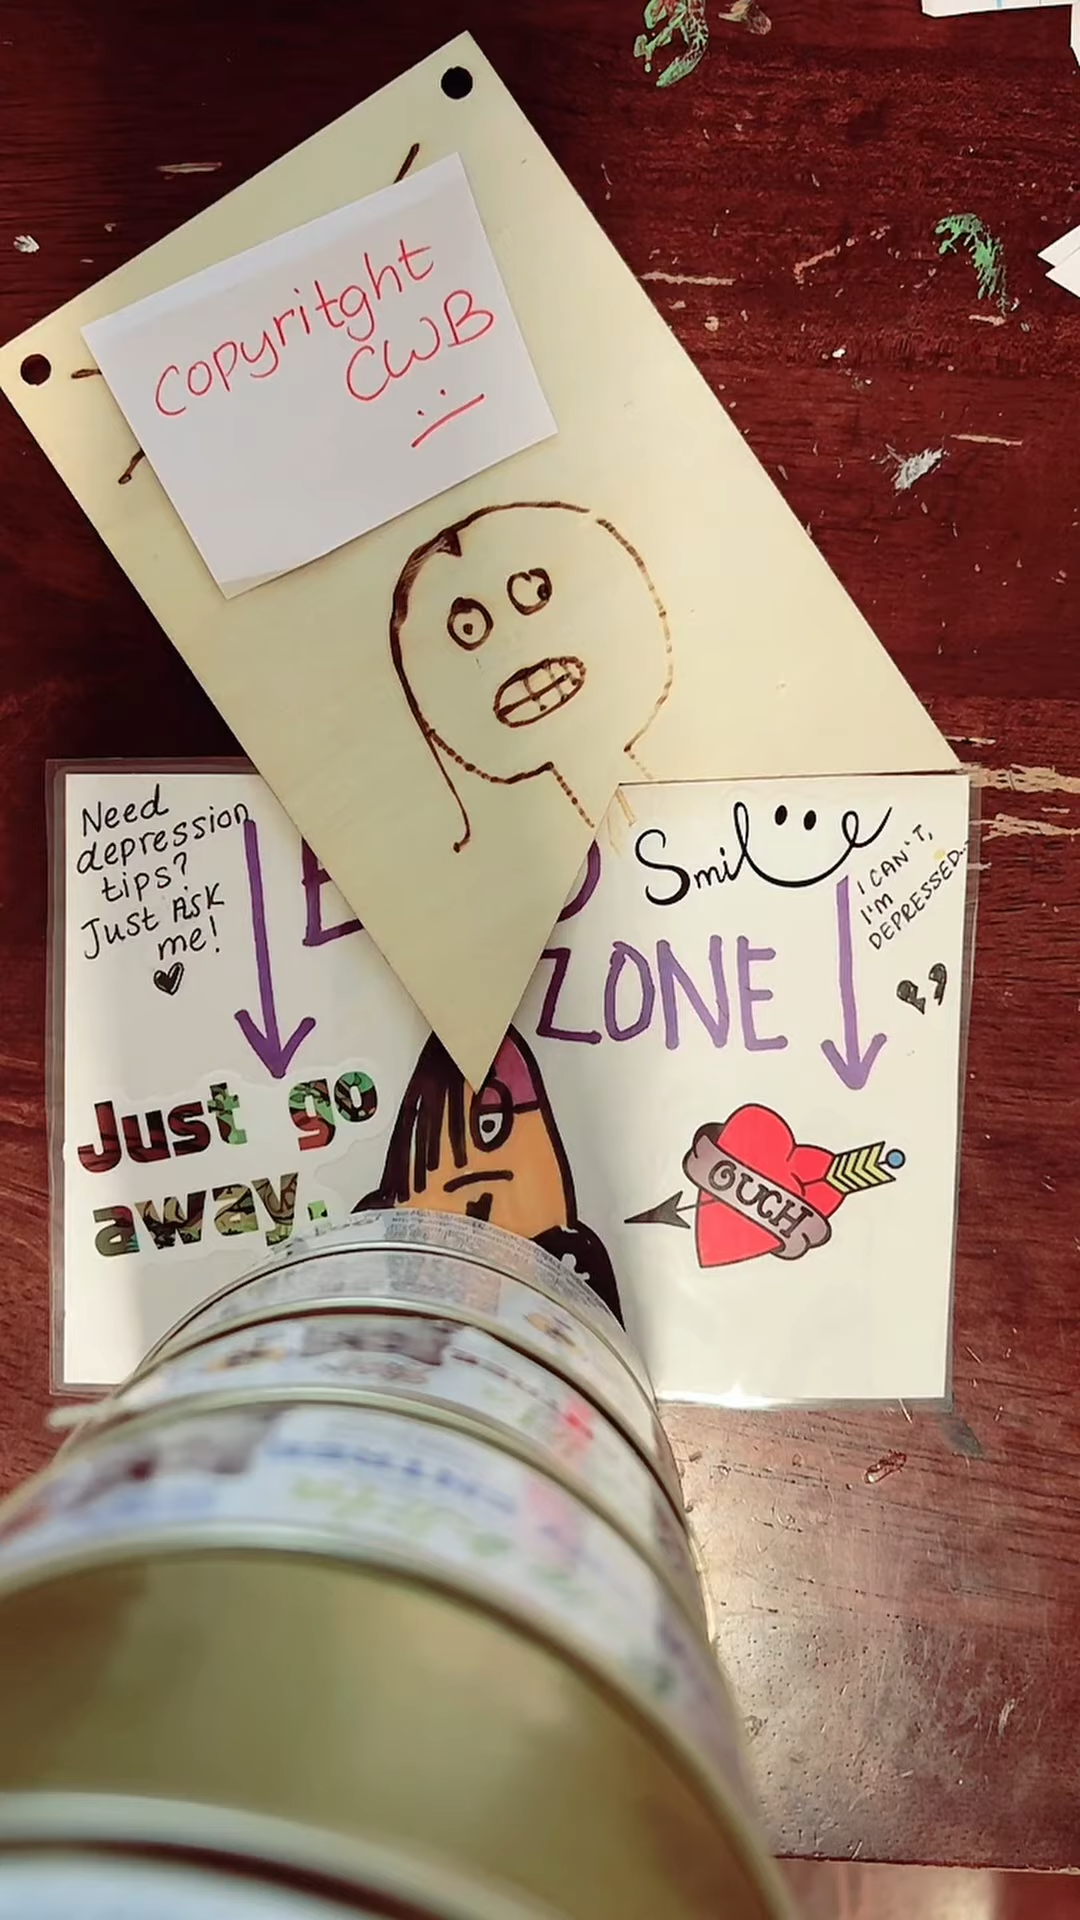 copyritght
CWB
Need
depression
tips?
Just Ask
me!
Smile
I CAN'T,
I'M
DEPRESSED...
ZONE
Just go
away.
OUCH